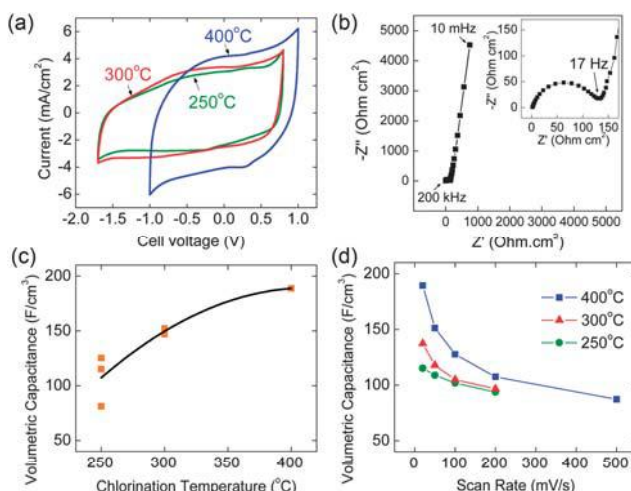 (a)
6
4
2
0
-2
-4
-6
400°C
300°C
250°C
-2.0 -1.5 -1.0 -0.5 0.0 0.5 1.0
Cell voltage (V)
Current (mA/cm²)
(b)
5000
4000
3000
2000
1000
0
10 mHz
200 kHz
0 1000 2000 3000 4000 5000
Z' (Ohm.cm²)
-Z" (Ohm cm²)
150
100
50
0
17 Hz
0 50 100 150
Z' (Ohm cm²)
-Z" (Ohm cm²)
(c)
200
150
100
50
250 300 350 400
Chlorination Temperature (°C)
Volumetric Capacitance (F/cm³)
(d)
200
150
100
50
400°C
300°C
250°C
0 100 200 300 400 500
Scan Rate (mV/s)
Volumetric Capacitance (F/cm³)